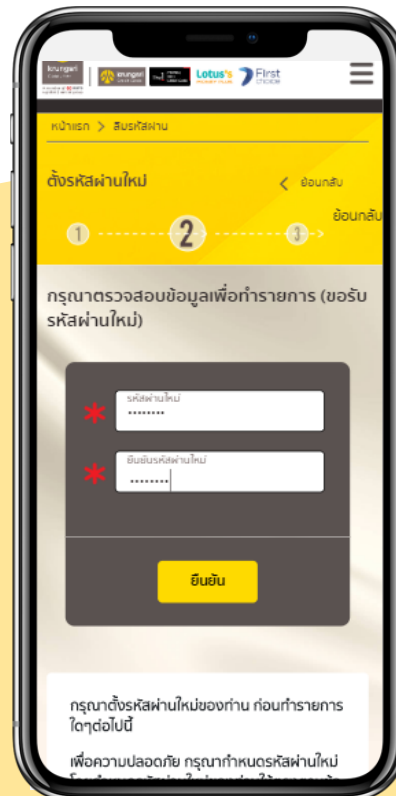 krungsri
krungsri
Lotus's
First
choice
หน้าแรก > ลืมรหัสผ่าน
ตั้งรหัสผ่านใหม่
ย้อนกลับ
ย้อนกลับ
1
2
3
กรุณาตรวจสอบข้อมูลเพื่อทำรายการ (ขอรับ
รหัสผ่านใหม่)
* รหัสผ่านใหม่
••••••••
* ยืนยันรหัสผ่านใหม่
••••••••
ยืนยัน
กรุณาตั้งรหัสผ่านใหม่ของท่าน ก่อนทำรายการ
ใดๆต่อไปนี้
เพื่อความปลอดภัย กรุณากำหนดรหัสผ่านใหม่